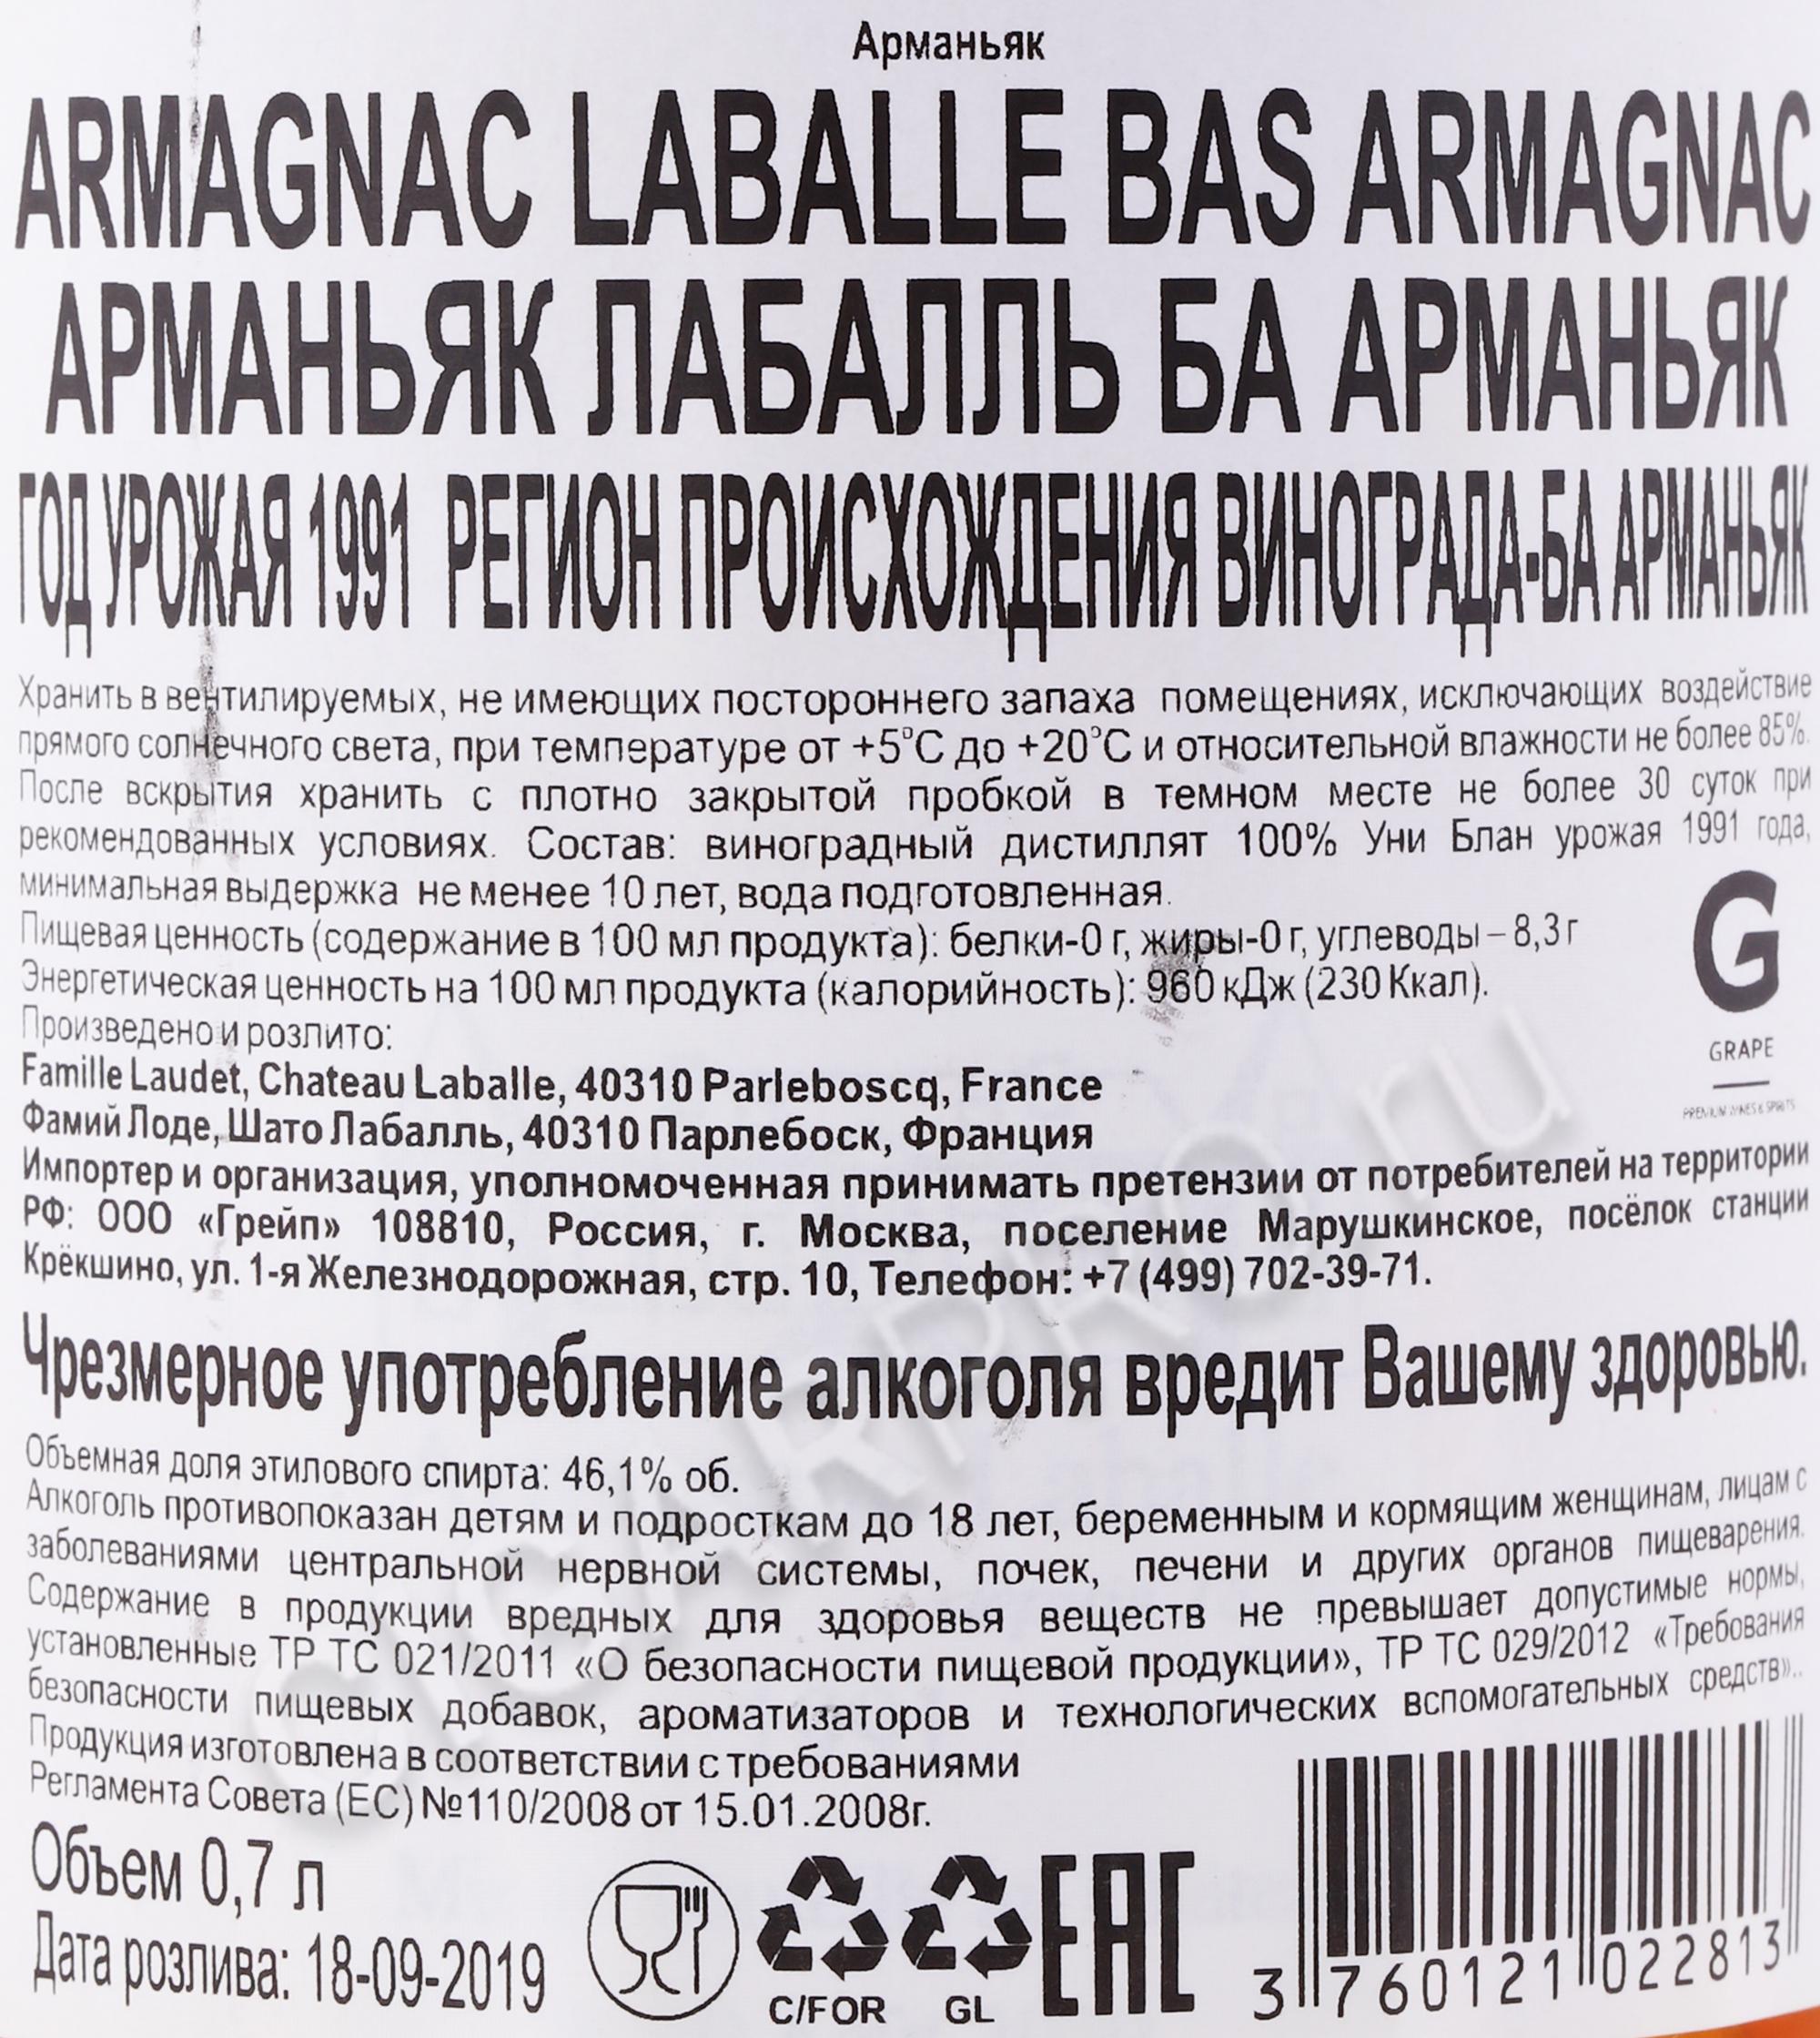 Арманьяк
ARMAGNAC LABALLE BAS ARMAGNAC
АРМАНЬЯК ЛАБАЛЛЬ БА АРМАНЬЯК
ГОД УРОЖАЯ 1991 РЕГИОН ПРОИСХОЖДЕНИЯ ВИНОГРАДА-БА АРМАНЬЯК
Хранить в вентилируемых, не имеющих постороннего запаха помещениях, исключающих воздействие
прямого солнечного света, при температуре от +5°С до +20°С и относительной влажности не более 85%.
После вскрытия хранить с плотно закрытой пробкой в темном месте не более 30 суток при
рекомендованных условиях. Состав: виноградный дистиллят 100% Уни Блан урожая 1991 года,
минимальная выдержка не менее 10 лет, вода подготовленная.
Пищевая ценность (содержание в 100 мл продукта): белки-0 г, жиры-0 г, углеводы – 8,3 г
Энергетическая ценность на 100 мл продукта (калорийность): 960 кДж (230 Ккал).
Произведено и розлито:
Famille Laudet, Chateau Laballe, 40310 Parleboscq, France
Фамий Лоде, Шато Лабалль, 40310 Парлебоск, Франция
G
GRAPE
PREMIUM WINES & SPIRITS
Импортер и организация, уполномоченная принимать претензии от потребителей на территории
РФ: ООО «Грейп» 108810, Россия, г. Москва, поселение Марушкинское, посёлок станции
Крёкшино, ул. 1-я Железнодорожная, стр. 10, Телефон: +7 (499) 702-39-71.
Чрезмерное употребление алкоголя вредит Вашему здоровью.
Объемная доля этилового спирта: 46,1% об.
Алкоголь противопоказан детям и подросткам до 18 лет, беременным и кормящим женщинам, лицам с
заболеваниями центральной нервной системы, почек, печени и других органов пищеварения.
Содержание в продукции вредных для здоровья веществ не превышает допустимые нормы,
установленные ТР ТС 021/2011 «О безопасности пищевой продукции», ТР ТС 029/2012 «Требования
безопасности пищевых добавок, ароматизаторов и технологических вспомогательных средств»..
Продукция изготовлена в соответствии с требованиями
Регламента Совета (ЕС) №110/2008 от 15.01.2008г.
Объем 0,7 л
Дата розлива: 18-09-2019
C/FOR GL
EAC
3 760121 022813
CIGARPRO.ru